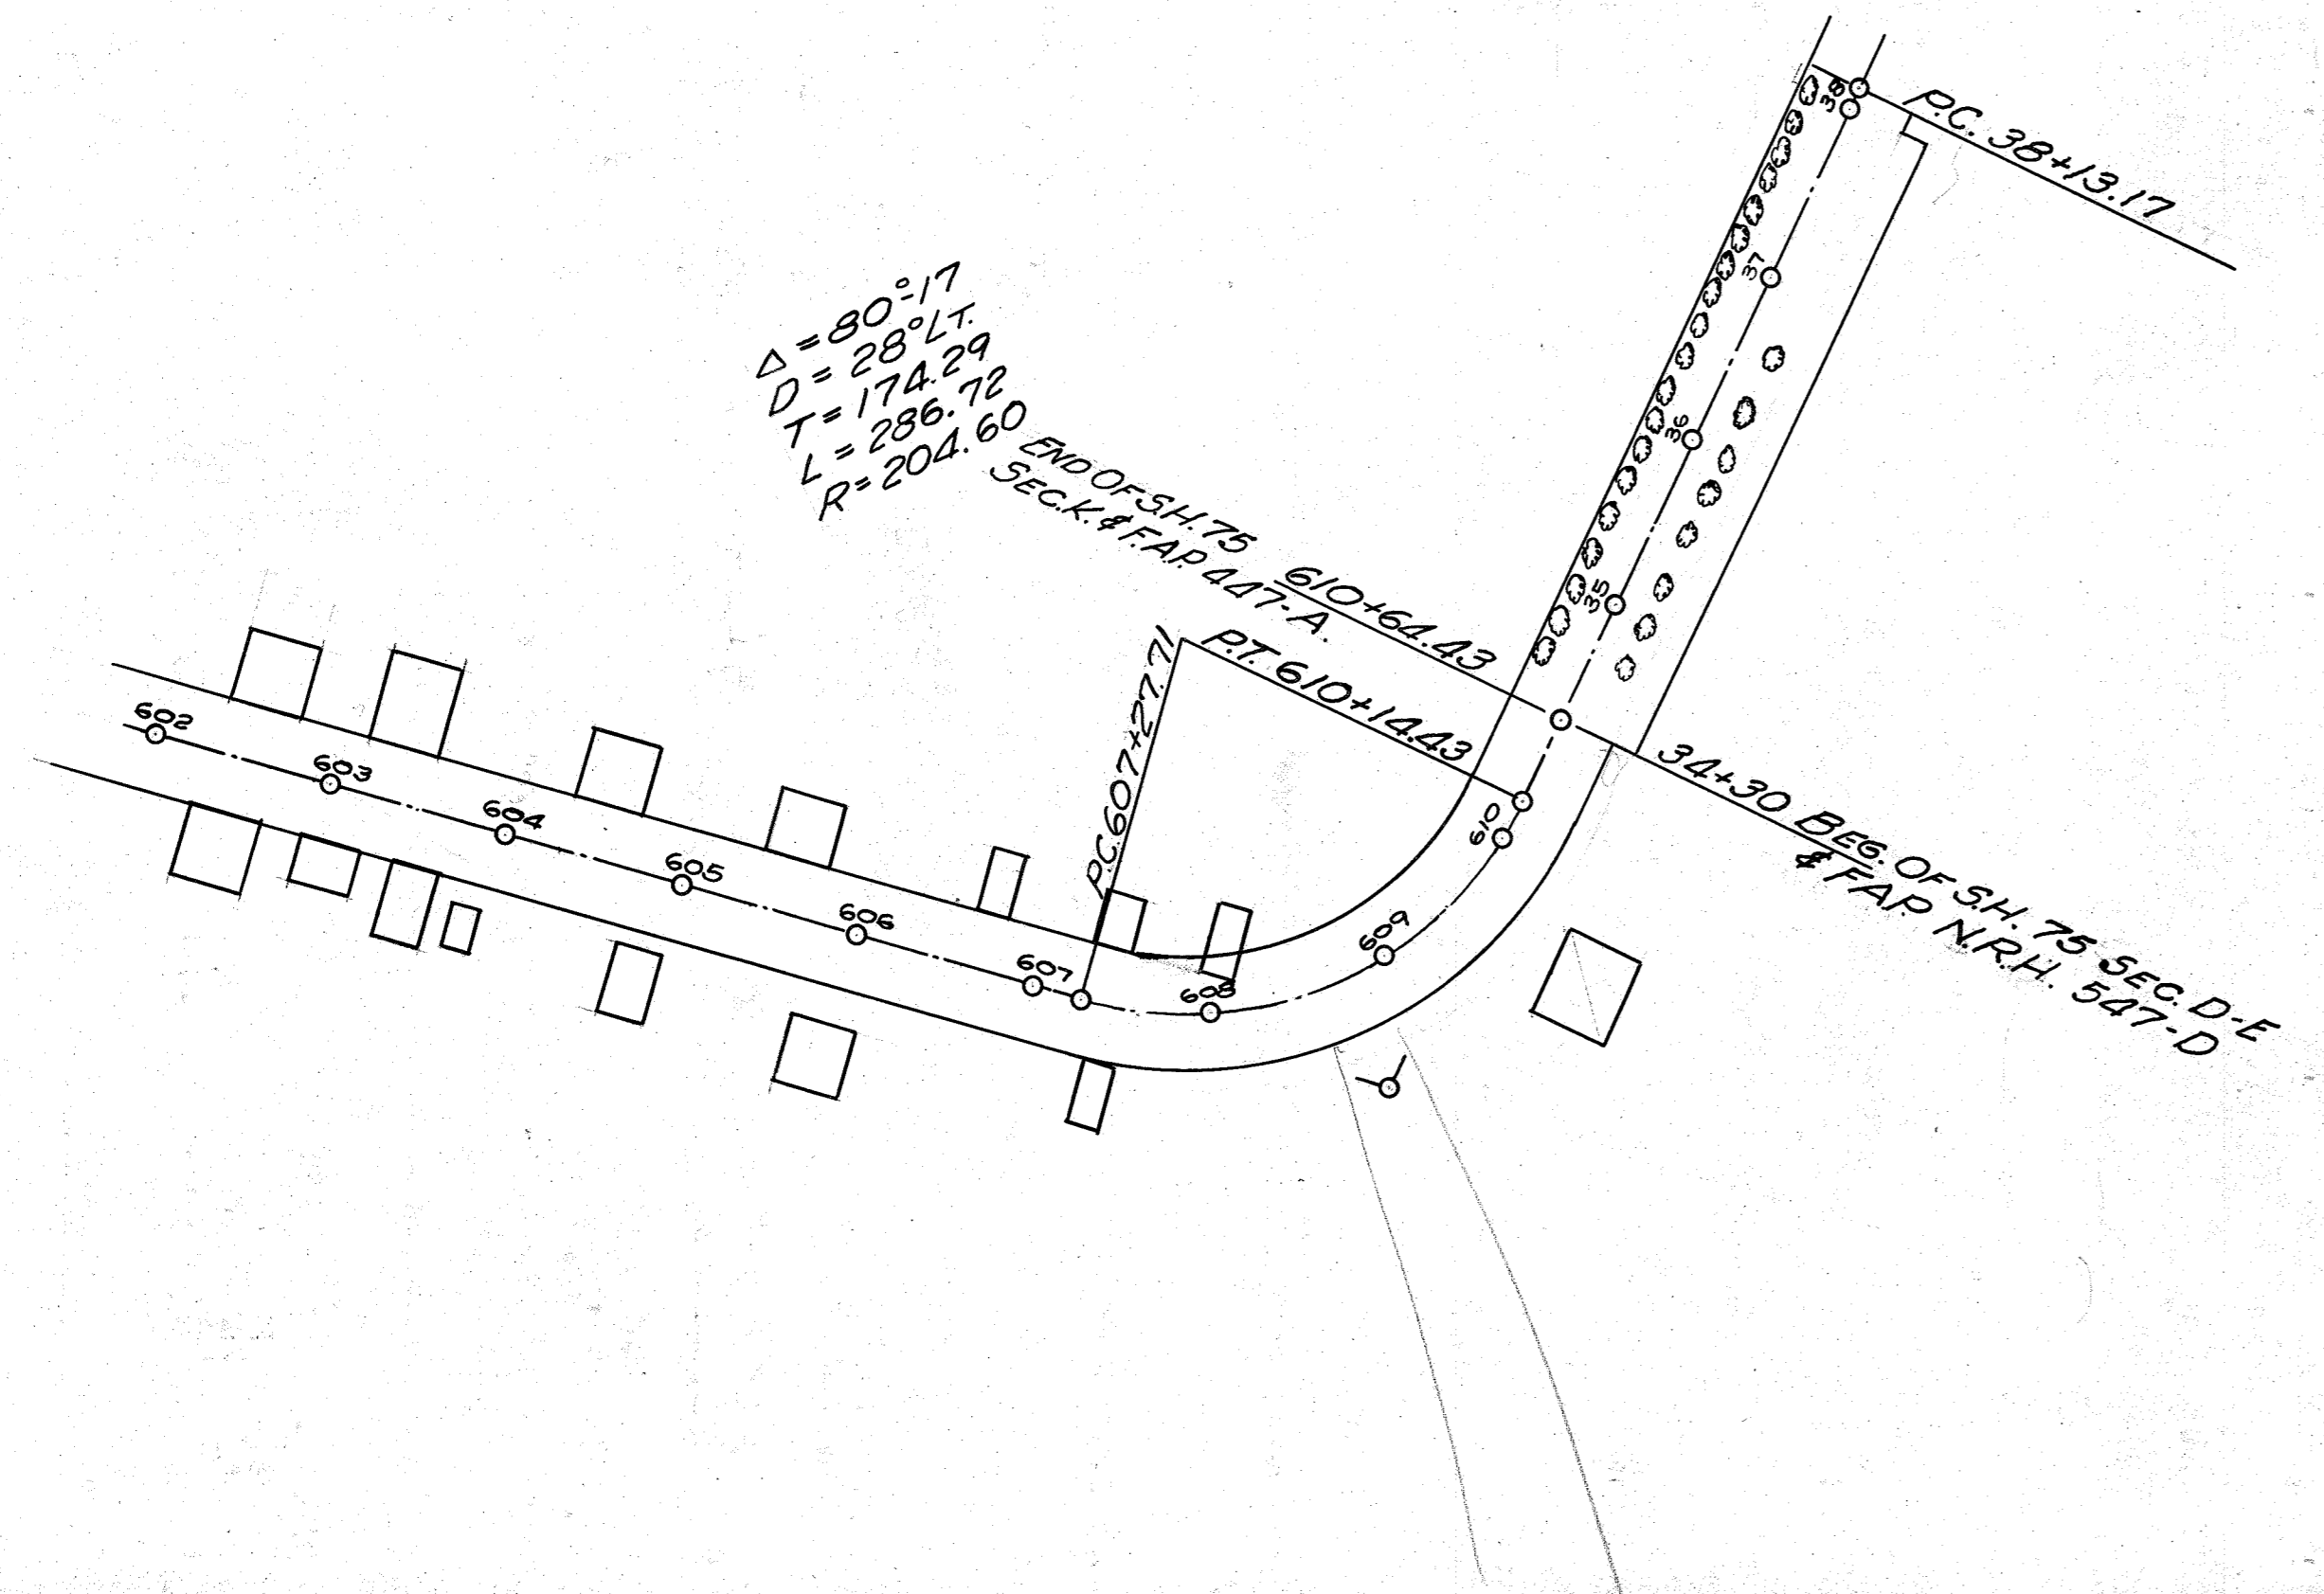 P.C. 38+13.17
38
37
36
35
Δ = 80°-17
D = 28° LT.
T = 174.29
L = 286.72
R = 204.60
END OF S.H. 75
SEC. K. & F.A.P. 447-A.
610+64.43
P.T. 610+14.43
P.C. 607+27.71
34+30 BEG. OF S.H. 75 SEC. D-E
& F.A.P. N.R.H. 547-D
602
603
604
605
606
607
608
609
610